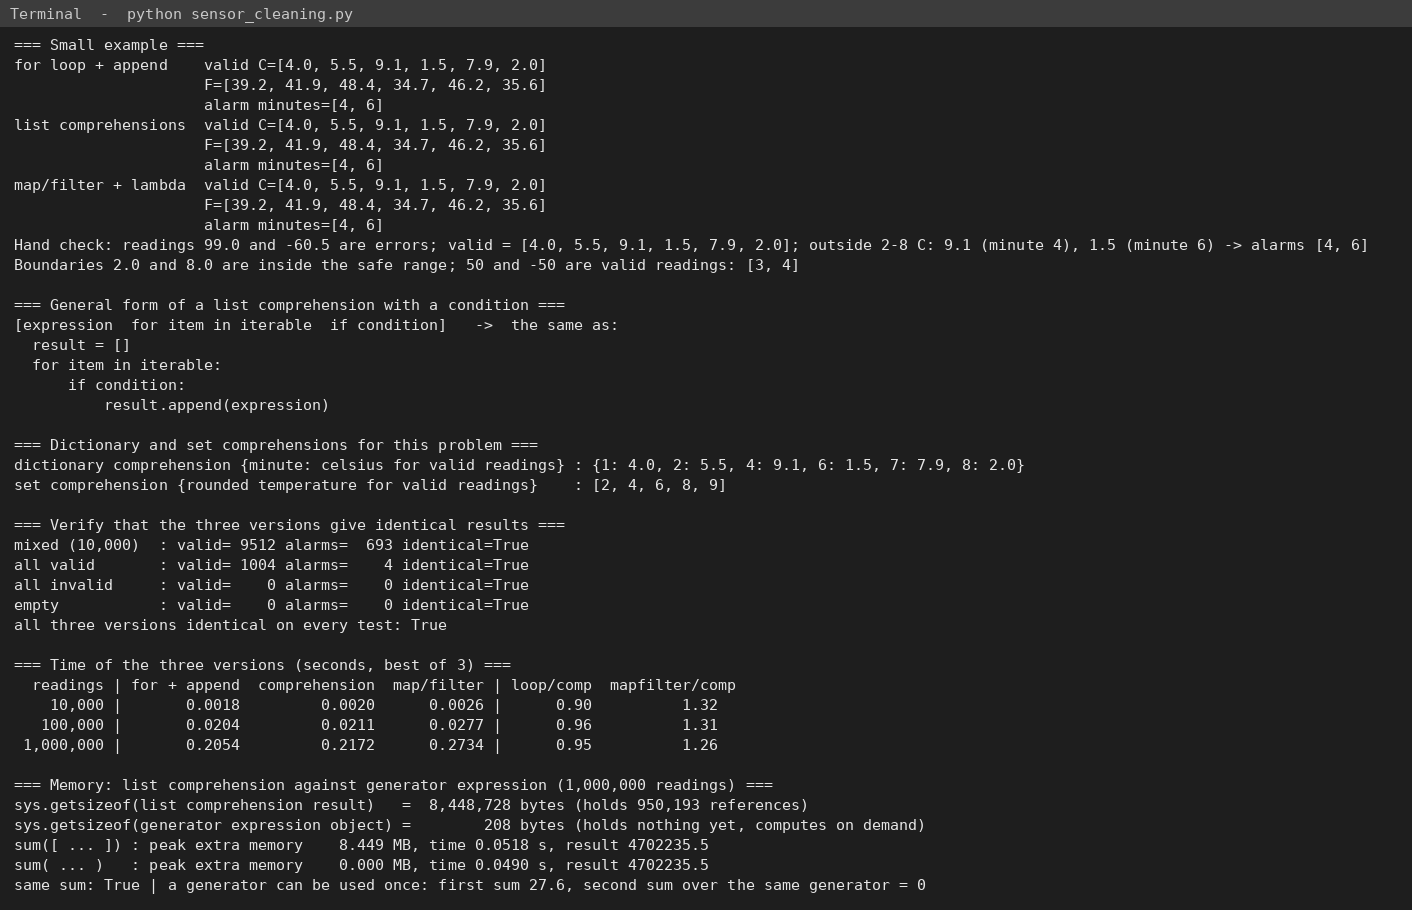 Terminal  -  python sensor_cleaning.py
=== Small example ===
for loop + append    valid C=[4.0, 5.5, 9.1, 1.5, 7.9, 2.0]
                     F=[39.2, 41.9, 48.4, 34.7, 46.2, 35.6]
                     alarm minutes=[4, 6]
list comprehensions  valid C=[4.0, 5.5, 9.1, 1.5, 7.9, 2.0]
                     F=[39.2, 41.9, 48.4, 34.7, 46.2, 35.6]
                     alarm minutes=[4, 6]
map/filter + lambda  valid C=[4.0, 5.5, 9.1, 1.5, 7.9, 2.0]
                     F=[39.2, 41.9, 48.4, 34.7, 46.2, 35.6]
                     alarm minutes=[4, 6]
Hand check: readings 99.0 and -60.5 are errors; valid = [4.0, 5.5, 9.1, 1.5, 7.9, 2.0]; outside 2-8 C: 9.1 (minute 4), 1.5 (minute 6) -> alarms [4, 6]
Boundaries 2.0 and 8.0 are inside the safe range; 50 and -50 are valid readings: [3, 4]

=== General form of a list comprehension with a condition ===
[expression  for item in iterable  if condition]   ->  the same as:
  result = []
  for item in iterable:
      if condition:
          result.append(expression)

=== Dictionary and set comprehensions for this problem ===
dictionary comprehension {minute: celsius for valid readings} : {1: 4.0, 2: 5.5, 4: 9.1, 6: 1.5, 7: 7.9, 8: 2.0}
set comprehension {rounded temperature for valid readings}    : [2, 4, 6, 8, 9]

=== Verify that the three versions give identical results ===
mixed (10,000)  : valid= 9512 alarms=  693 identical=True
all valid       : valid= 1004 alarms=    4 identical=True
all invalid     : valid=    0 alarms=    0 identical=True
empty           : valid=    0 alarms=    0 identical=True
all three versions identical on every test: True

=== Time of the three versions (seconds, best of 3) ===
  readings | for + append  comprehension  map/filter | loop/comp  mapfilter/comp
    10,000 |       0.0018         0.0020      0.0026 |      0.90          1.32
   100,000 |       0.0204         0.0211      0.0277 |      0.96          1.31
 1,000,000 |       0.2054         0.2172      0.2734 |      0.95          1.26

=== Memory: list comprehension against generator expression (1,000,000 readings) ===
sys.getsizeof(list comprehension result)   =  8,448,728 bytes (holds 950,193 references)
sys.getsizeof(generator expression object) =        208 bytes (holds nothing yet, computes on demand)
sum([ ... ]) : peak extra memory    8.449 MB, time 0.0518 s, result 4702235.5
sum( ... )   : peak extra memory    0.000 MB, time 0.0490 s, result 4702235.5
same sum: True | a generator can be used once: first sum 27.6, second sum over the same generator = 0